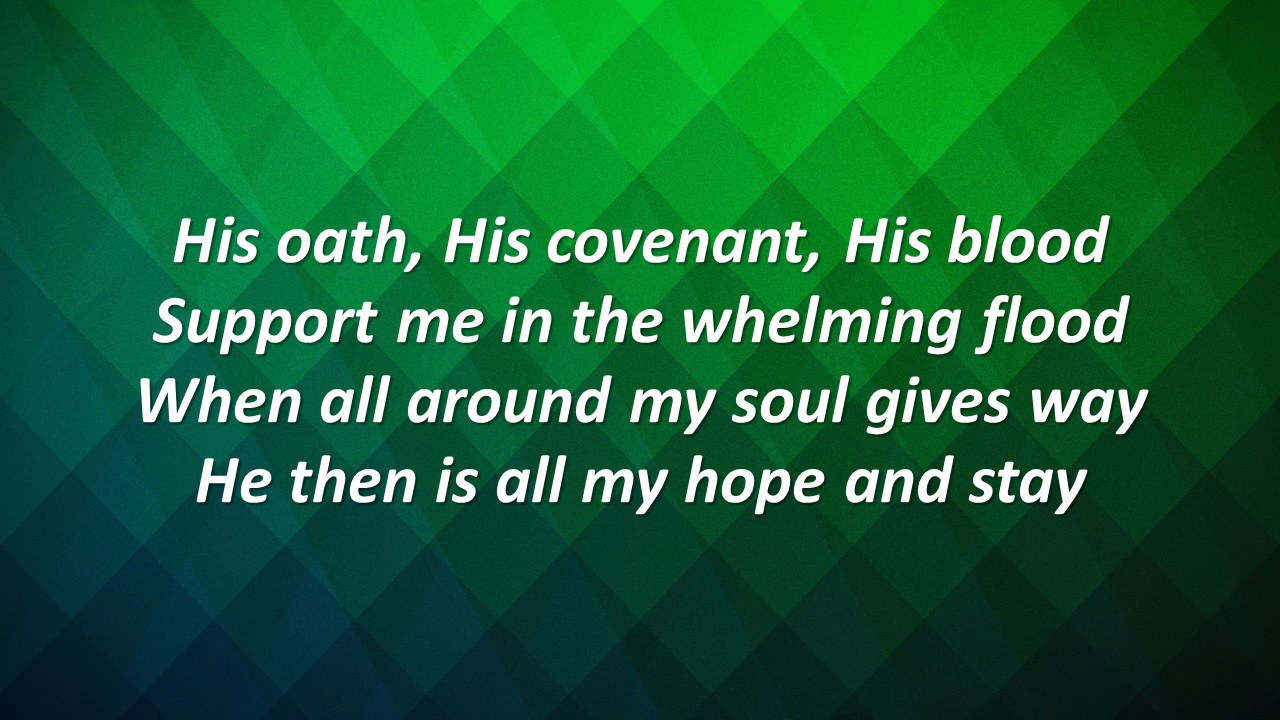 His oath, His covenant, His blood
Support me in the whelming flood
When all around my soul gives way
He then is all my hope and stay